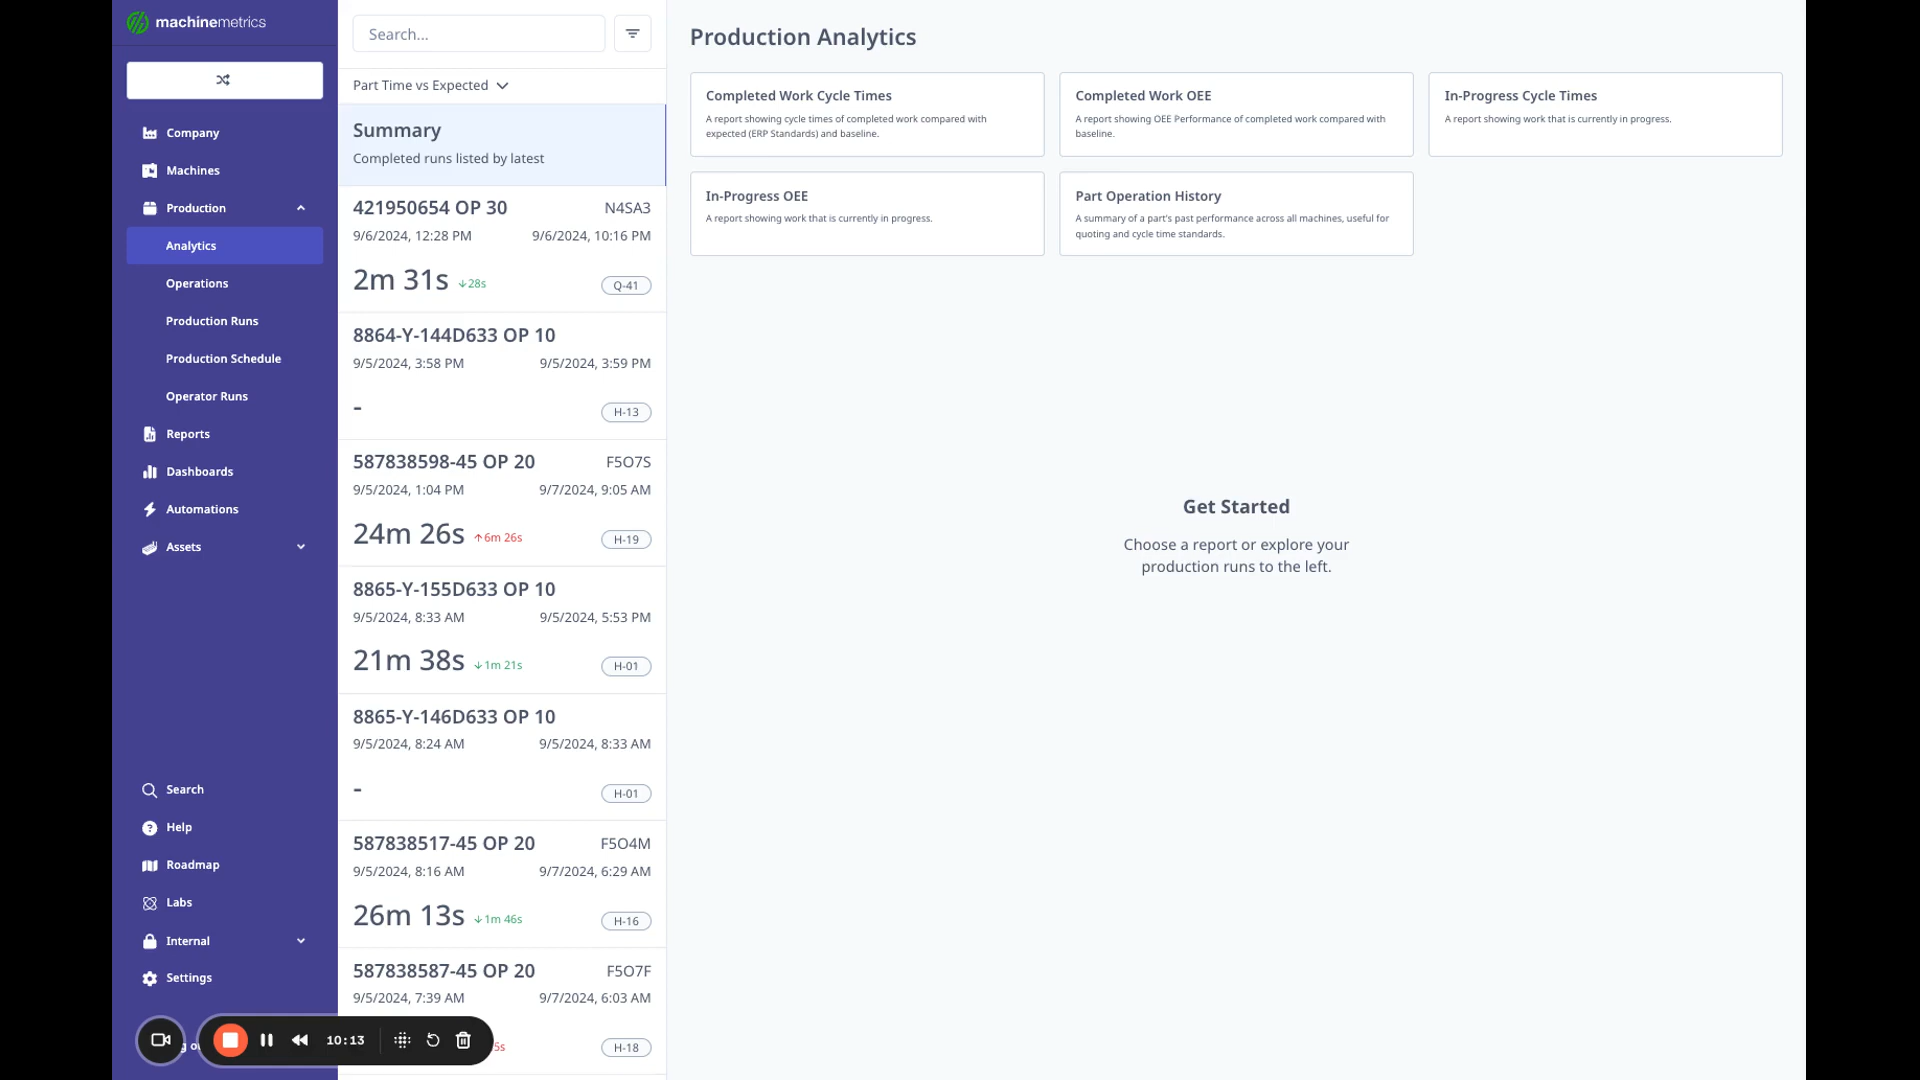 machinemetrics
Company
Machines
Production
Analytics
Operations
Production Runs
Production Schedule
Operator Runs
Reports
Dashboards
Automations
Assets
Search
Help
Roadmap
Labs
Internal
Settings
10:13
Search...
Part Time vs Expected
Summary
Completed runs listed by latest
421950654 OP 30 N4SA3
9/6/2024, 12:28 PM 9/6/2024, 10:16 PM
2m 31s ↓28s Q-41
8864-Y-144D633 OP 10
9/5/2024, 3:58 PM 9/5/2024, 3:59 PM
- H-13
587838598-45 OP 20 F5O7S
9/5/2024, 1:04 PM 9/7/2024, 9:05 AM
24m 26s ↑6m 26s H-19
8865-Y-155D633 OP 10
9/5/2024, 8:33 AM 9/5/2024, 5:53 PM
21m 38s ↓1m 21s H-01
8865-Y-146D633 OP 10
9/5/2024, 8:24 AM 9/5/2024, 8:33 AM
- H-01
587838517-45 OP 20 F5O4M
9/5/2024, 8:16 AM 9/7/2024, 6:29 AM
26m 13s ↓1m 46s H-16
587838587-45 OP 20 F5O7F
9/5/2024, 7:39 AM 9/7/2024, 6:03 AM
H-18
Production Analytics
Completed Work Cycle Times
A report showing cycle times of completed work compared with
expected (ERP Standards) and baseline.
Completed Work OEE
A report showing OEE Performance of completed work compared with
baseline.
In-Progress Cycle Times
A report showing work that is currently in progress.
In-Progress OEE
A report showing work that is currently in progress.
Part Operation History
A summary of a part's past performance across all machines, useful for
quoting and cycle time standards.
Get Started
Choose a report or explore your
production runs to the left.